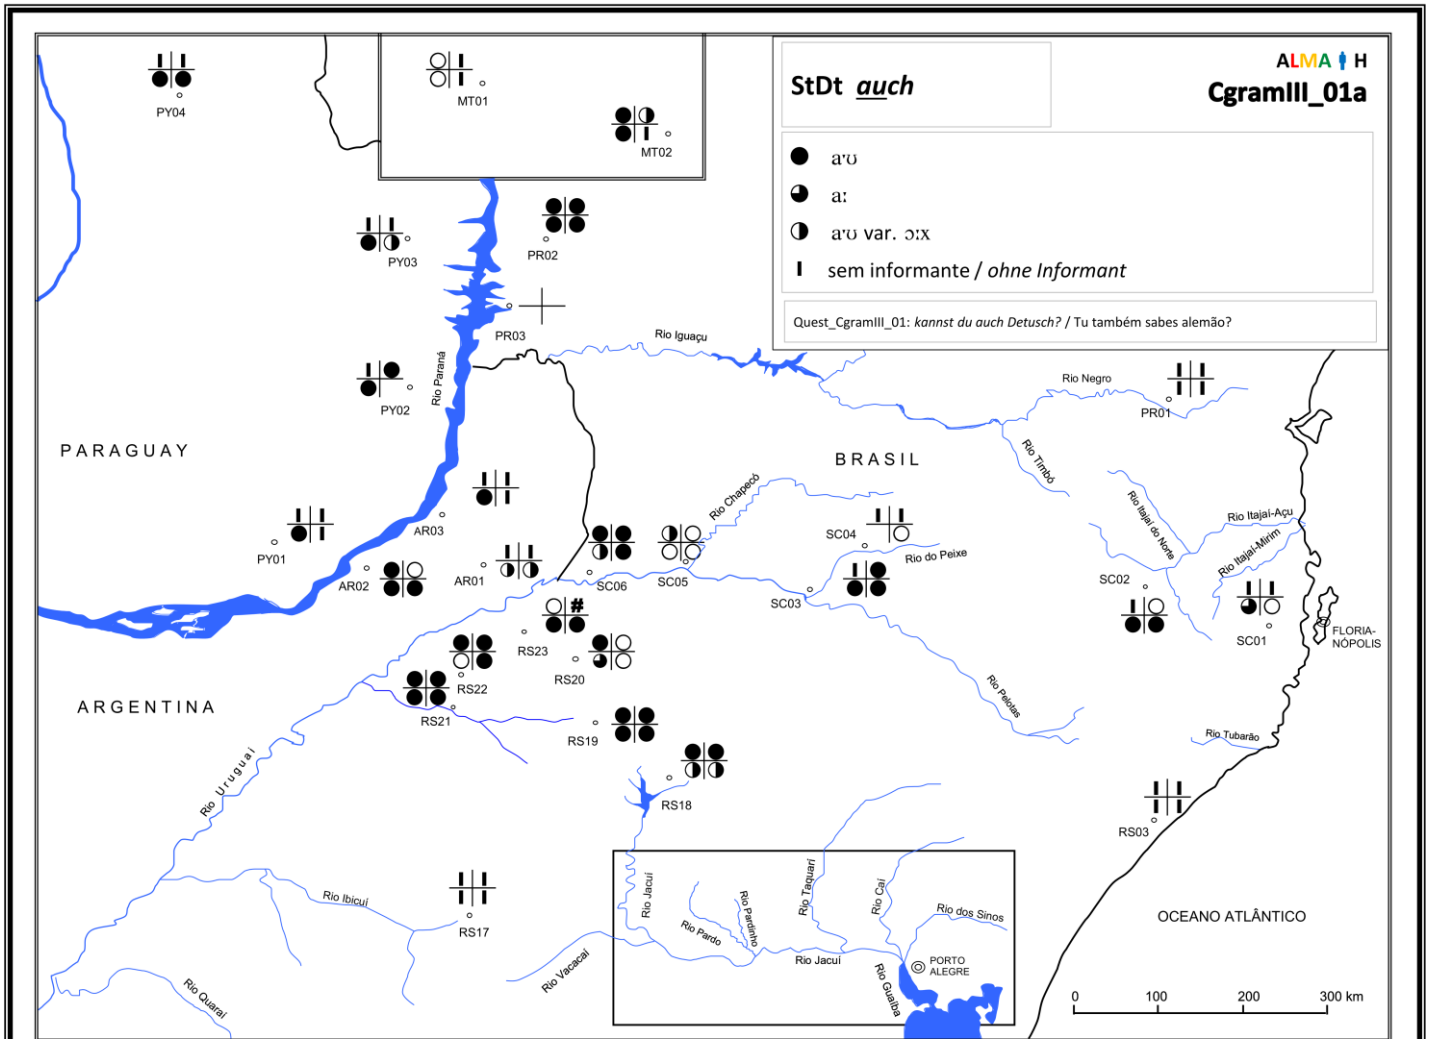 StDt auch
ALMA H
CgramIII_01a
aˑʊ
aː
aˑʊ var. ɔːx
sem informante / ohne Informant
Quest_CgramIII_01: kannst du auch Detusch? / Tu também sabes alemão?
PY04
MT01
MT02
PY03
PR02
PR03
Rio Iguaçu
Rio Paraná
PY02
Rio Negro
PR01
PARAGUAY
BRASIL
Rio Timbó
Rio Chapecó
Rio Itajaí do Norte
Rio Itajaí-Açu
Rio Itajaí-Mirim
AR03
PY01
SC04
Rio do Peixe
AR02
AR01
SC06
SC05
SC03
SC02
SC01
FLORIA-
NÓPOLIS
#
RS23
RS20
RS22
RS21
ARGENTINA
Rio Pelotas
RS19
Rio Tubarão
Rio Uruguai
RS18
RS03
Rio Ibicuí
RS17
Rio Jacuí
Rio Pardo
Rio Pardinho
Rio Taquarí
Rio Caí
Rio dos Sinos
OCEANO ATLÂNTICO
Rio Vacacaí
Rio Jacuí
PORTO
ALEGRE
Rio Guaíba
Rio Quaraí
0 100 200 300 km